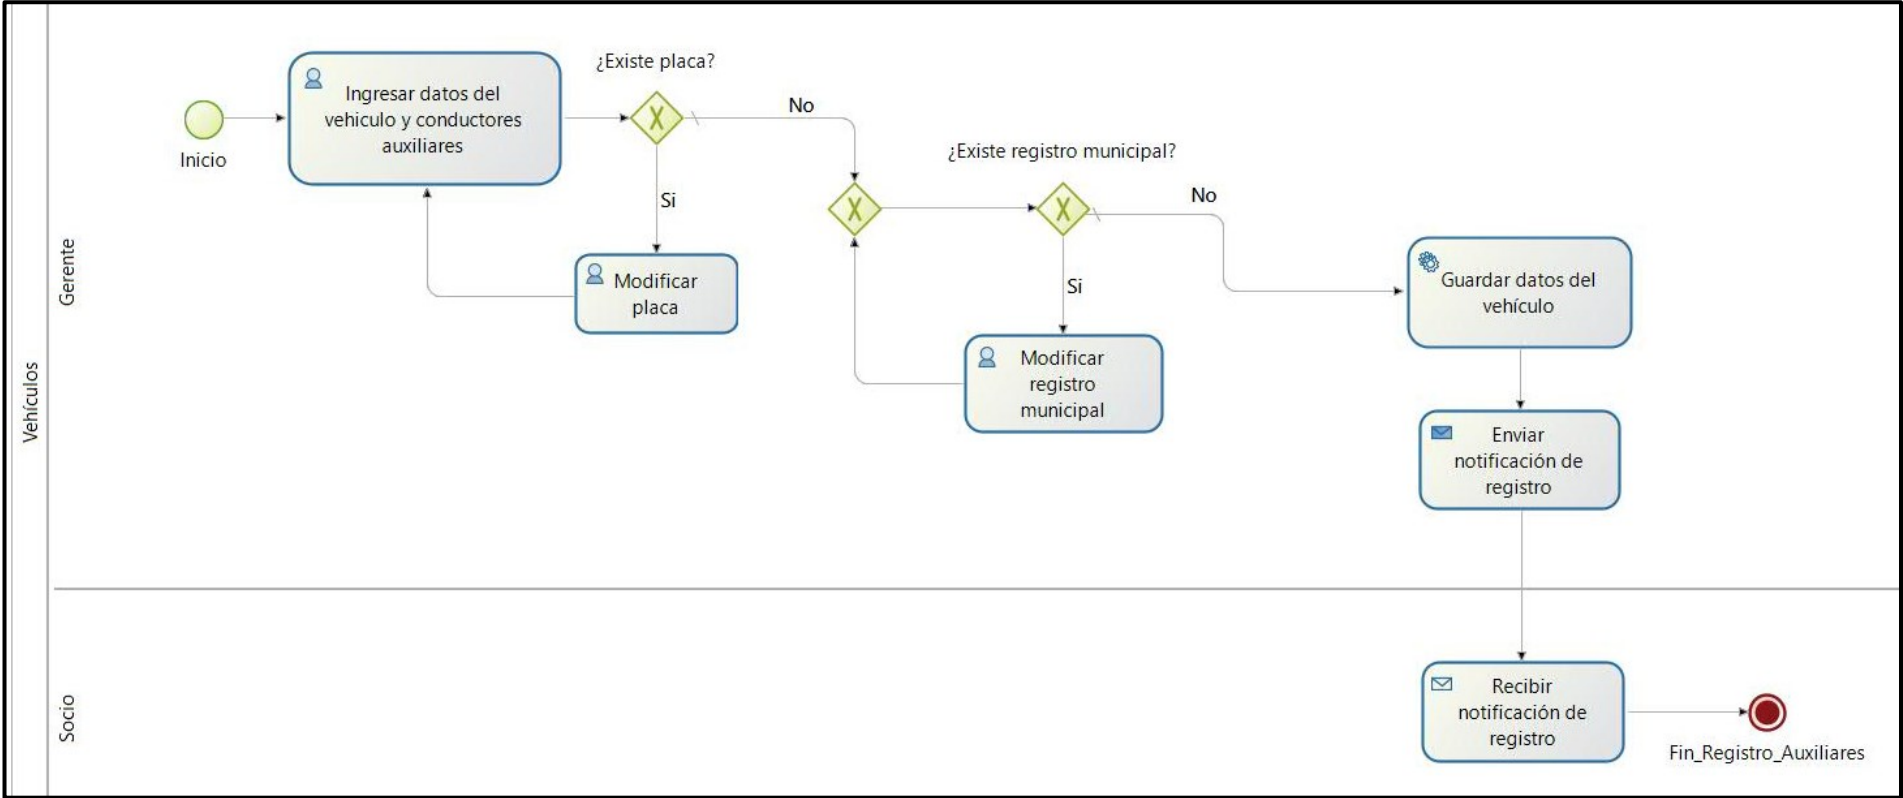 Vehículos
Gerente
Inicio
Ingresar datos del
vehiculo y conductores
auxiliares
¿Existe placa?
No
Si
Modificar
placa
¿Existe registro municipal?
No
Si
Modificar
registro
municipal
Guardar datos del
vehículo
Enviar
notificación de
registro
Socio
Recibir
notificación de
registro
Fin_Registro_Auxiliares